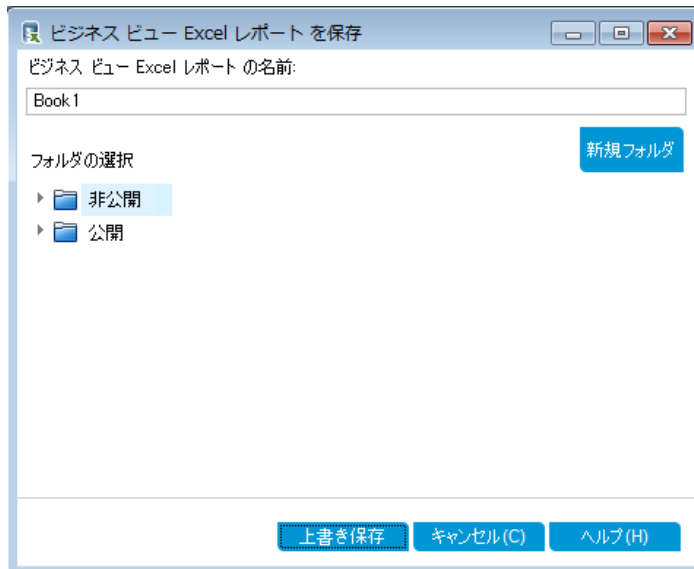 ビジネス ビュー Excel レポート を保存
ビジネス ビュー Excel レポート の名前:
Book1
新規フォルダ
フォルダの選択
非公開
公開
上書き保存 キャンセル(C) ヘルプ(H)